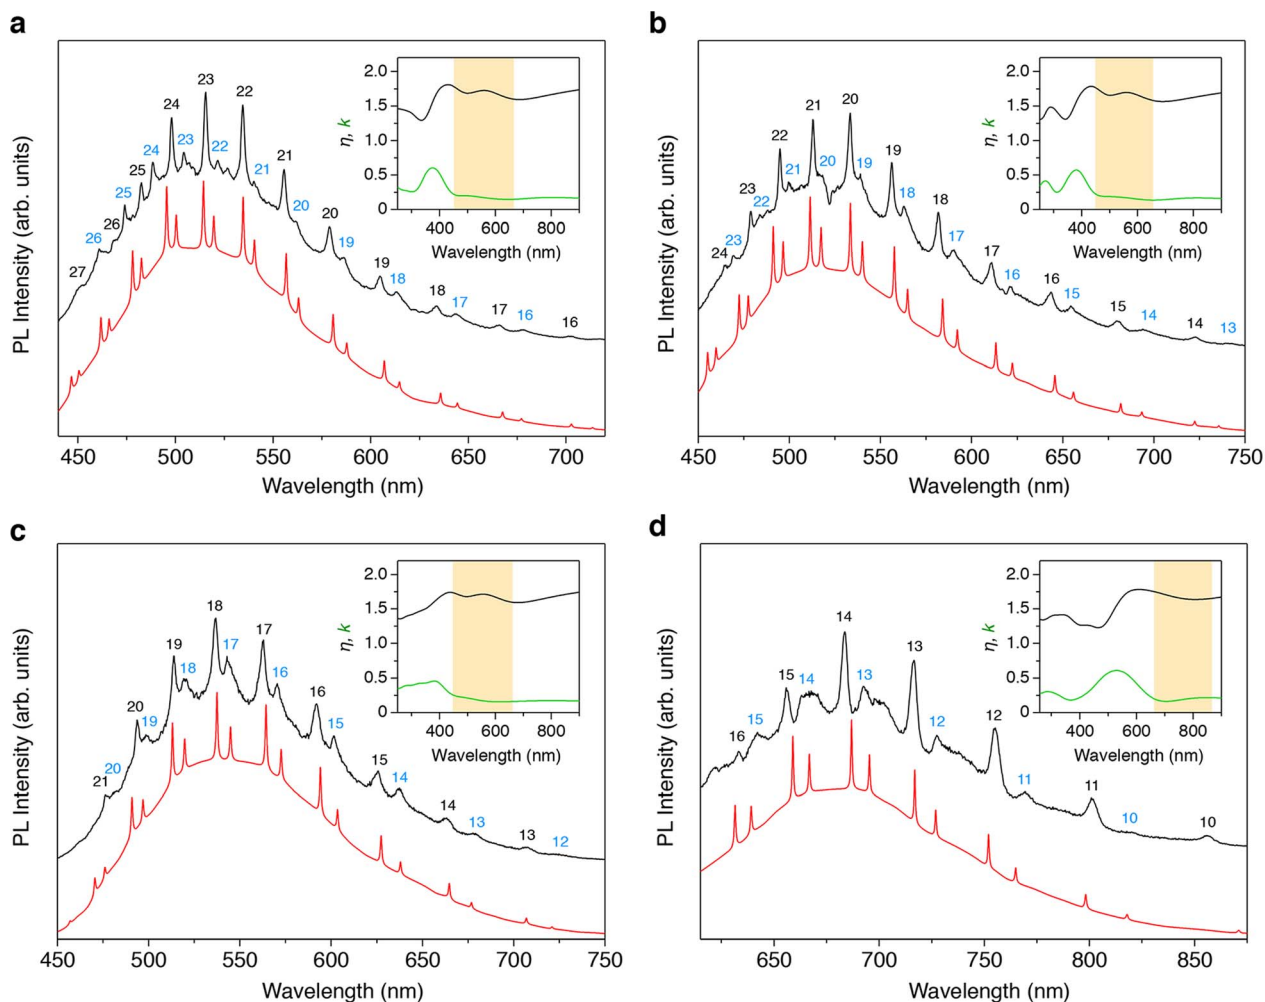 a
PL Intensity (arb. units)
27 26 26 25 25 24 24 23 23 22 22 21 21 20 20 19 19 18 18 17 17 16 16
450 500 550 600 650 700
Wavelength (nm)
η, k
2.0
1.5
1.0
0.5
0
400 600 800
Wavelength (nm)
b
PL Intensity (arb. units)
24 23 23 22 22 21 21 20 20 19 19 18 18 17 17 16 16 15 15 14 14 13
450 500 550 600 650 700 750
Wavelength (nm)
η, k
2.0
1.5
1.0
0.5
0
400 600 800
Wavelength (nm)
c
PL Intensity (arb. units)
21 20 20 19 19 18 18 17 17 16 16 15 15 14 14 13 13 12
450 500 550 600 650 700 750
Wavelength (nm)
η, k
2.0
1.5
1.0
0.5
0
400 600 800
Wavelength (nm)
d
PL Intensity (arb. units)
16 15 15 14 14 13 13 12 12 11 11 10 10
650 700 750 800 850
Wavelength (nm)
η, k
2.0
1.5
1.0
0.5
0
400 600 800
Wavelength (nm)